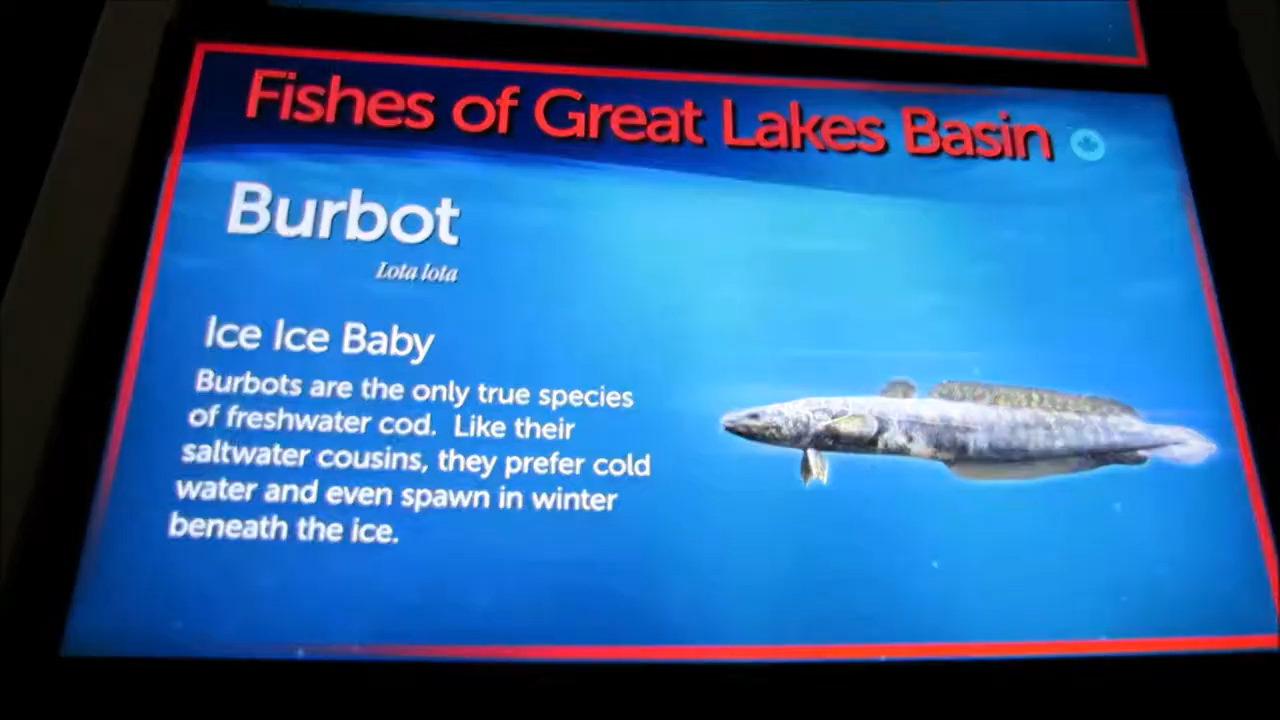 Fishes of Great Lakes Basin
Burbot
Lota lota
Ice Ice Baby
Burbots are the only true species
of freshwater cod. Like their
saltwater cousins, they prefer cold
water and even spawn in winter
beneath the ice.